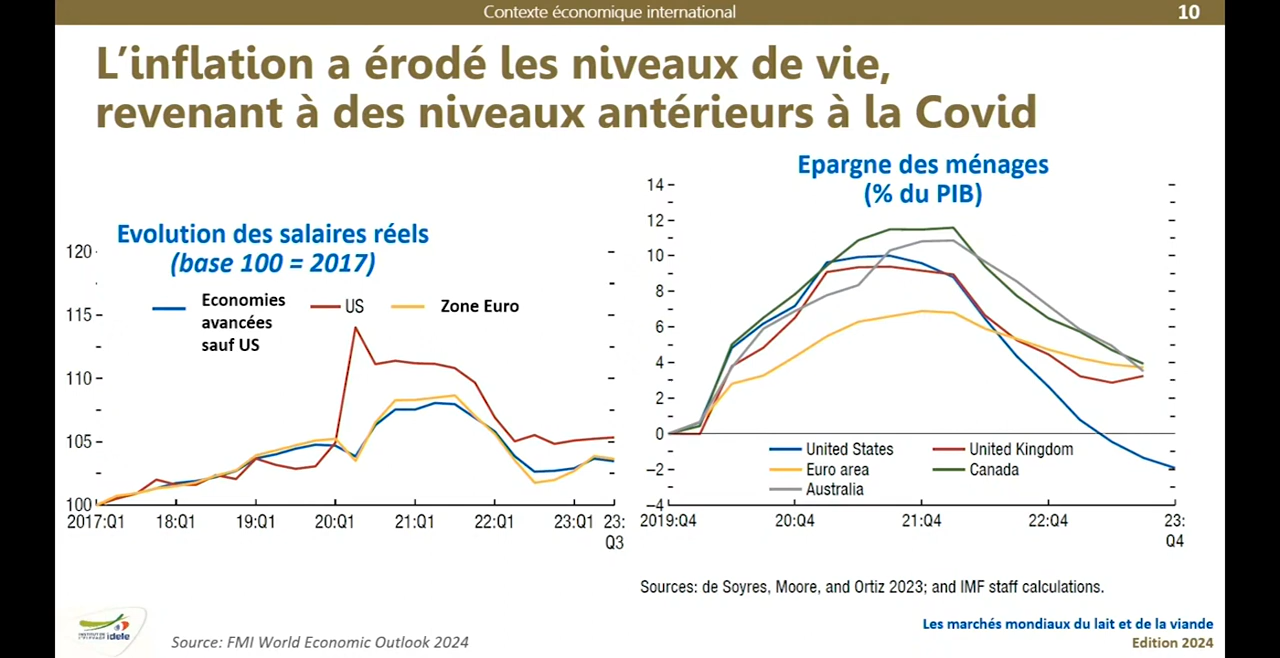 Contexte économique international
10
L'inflation a érodé les niveaux de vie,
revenant à des niveaux antérieurs à la Covid
Evolution des salaires réels
(base 100 = 2017)
Economies
avancées
sauf US
US
Zone Euro
120
115
110
105
100
2017:Q1
18:Q1
19:Q1
20:Q1
21:Q1
22:Q1
23:Q1
23:
Q3
Epargne des ménages
(% du PIB)
14
12
10
8
6
4
2
0
−2
−4
United States
United Kingdom
Euro area
Canada
Australia
2019:Q4
20:Q4
21:Q4
22:Q4
23:
Q4
Sources: de Soyres, Moore, and Ortiz 2023; and IMF staff calculations.
INSTITUT DE
L'ELEVAGE idele
Source: FMI World Economic Outlook 2024
Les marchés mondiaux du lait et de la viande
Edition 2024